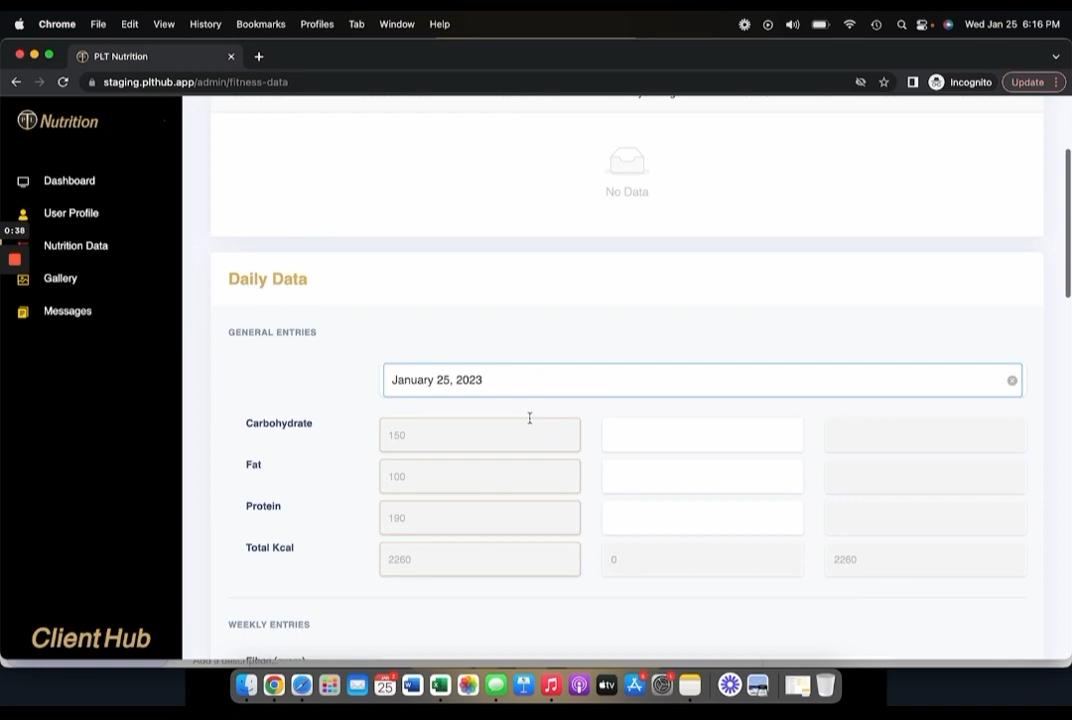 Chrome File Edit View History Bookmarks Profiles Tab Window Help Wed Jan 25 6:16 PM
PLT Nutrition
staging.plthub.app/admin/fitness-data Incognito Update
Nutrition
Dashboard
User Profile
0:38
Nutrition Data
Gallery
Messages
Client Hub
No Data
Daily Data
GENERAL ENTRIES
January 25, 2023
Carbohydrate 150
Fat 100
Protein 190
Total Kcal 2260 0 2260
WEEKLY ENTRIES
25